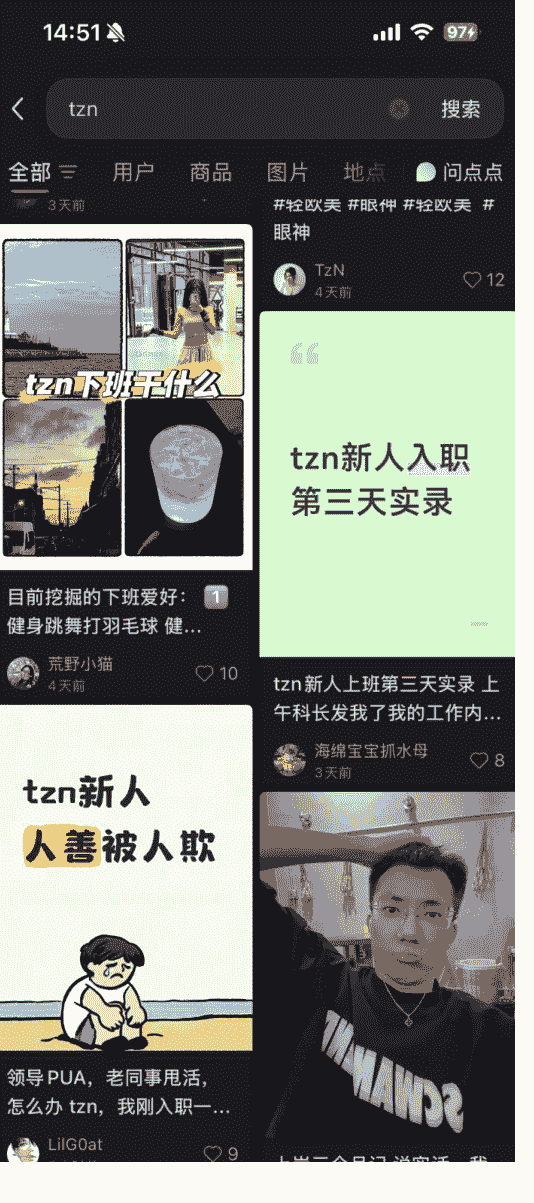 14:51
97
tzn
搜索
全部
用户
商品
图片
地点
问点点
3天前
tzn下班干什么
目前挖掘的下班爱好： 1
健身跳舞打羽毛球 健...
荒野小猫
4天前
10
tzn新人
人善被人欺
领导PUA，老同事甩活，
怎么办 tzn，我刚入职一...
LilG0at
9
#轻欧美 #眼神 #轻欧美 #
眼神
TzN
4天前
12
“
tzn新人入职
第三天实录
tzn新人上班第三天实录 上
午科长发我了我的工作内...
海绵宝宝抓水母
3天前
8